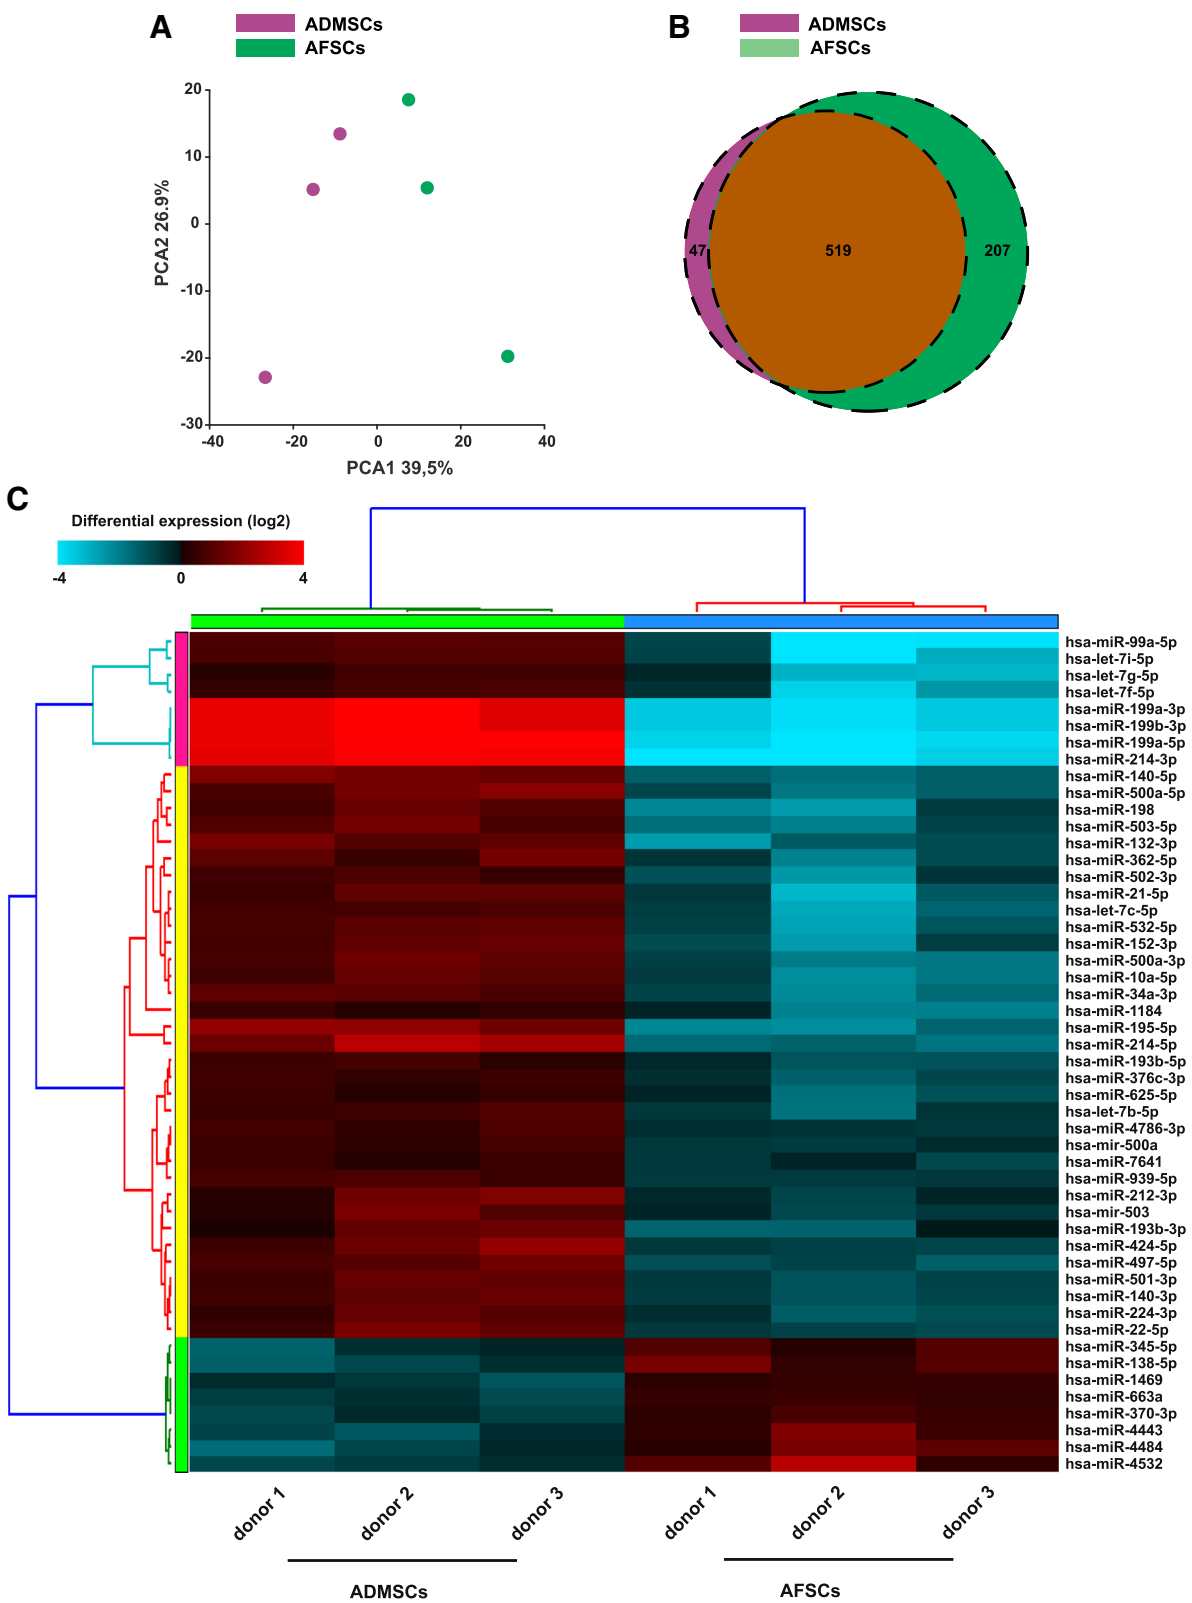 A
ADMSCs
AFSCs
20
10
0
-10
-20
-30
-40
-20
0
20
40
PCA2 26.9%
PCA1 39,5%
B
ADMSCs
AFSCs
47
519
207
C
Differential expression (log2)
-4
0
4
hsa-miR-99a-5p
hsa-let-7i-5p
hsa-let-7g-5p
hsa-let-7f-5p
hsa-miR-199a-3p
hsa-miR-199b-3p
hsa-miR-199a-5p
hsa-miR-214-3p
hsa-miR-140-5p
hsa-miR-500a-5p
hsa-miR-198
hsa-miR-503-5p
hsa-miR-132-3p
hsa-miR-362-5p
hsa-miR-502-3p
hsa-miR-21-5p
hsa-let-7c-5p
hsa-miR-532-5p
hsa-miR-152-3p
hsa-miR-500a-3p
hsa-miR-10a-5p
hsa-miR-34a-3p
hsa-miR-1184
hsa-miR-195-5p
hsa-miR-214-5p
hsa-miR-193b-5p
hsa-miR-376c-3p
hsa-miR-625-5p
hsa-let-7b-5p
hsa-miR-4786-3p
hsa-mir-500a
hsa-miR-7641
hsa-miR-939-5p
hsa-miR-212-3p
hsa-mir-503
hsa-miR-193b-3p
hsa-miR-424-5p
hsa-miR-497-5p
hsa-miR-501-3p
hsa-miR-140-3p
hsa-miR-224-3p
hsa-miR-22-5p
hsa-miR-345-5p
hsa-miR-138-5p
hsa-miR-1469
hsa-miR-663a
hsa-miR-370-3p
hsa-miR-4443
hsa-miR-4484
hsa-miR-4532
donor 1
donor 2
donor 3
donor 1
donor 2
donor 3
ADMSCs
AFSCs